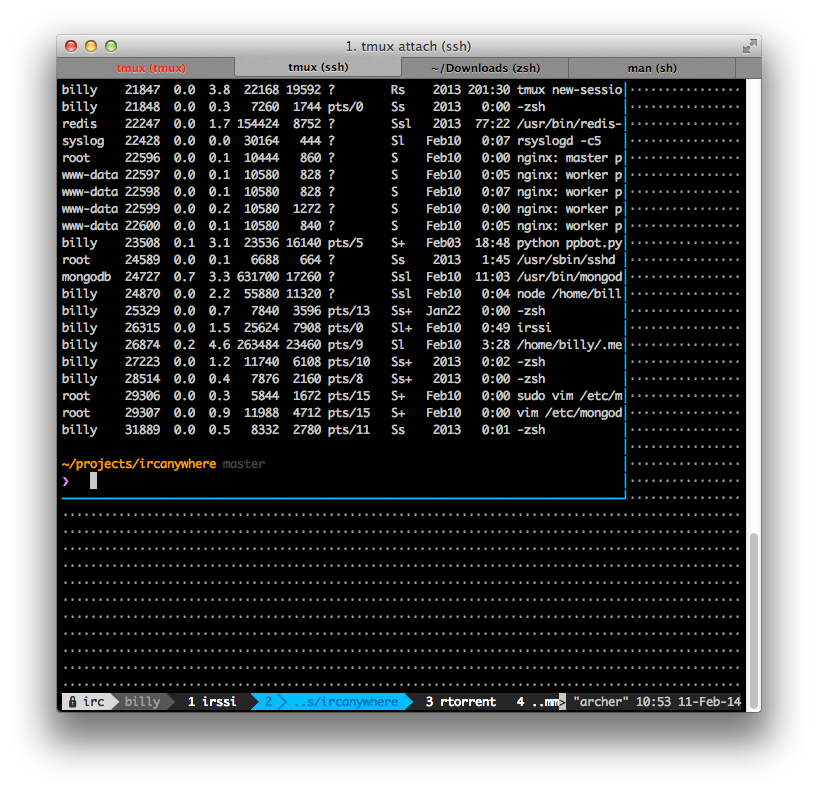 1. tmux attach (ssh)
tmux (tmux) tmux (ssh) ~/Downloads (zsh) man (sh)
billy 21847 0.0 3.8 22168 19592 ? Rs 2013 201:30 tmux new-sessio
billy 21848 0.0 0.3 7260 1744 pts/0 Ss 2013 0:00 -zsh
redis 22247 0.0 1.7 154424 8752 ? Ssl 2013 77:22 /usr/bin/redis-
syslog 22428 0.0 0.0 30164 444 ? Sl Feb10 0:07 rsyslogd -c5
root 22596 0.0 0.1 10444 860 ? S Feb10 0:00 nginx: master p
www-data 22597 0.0 0.1 10580 828 ? S Feb10 0:05 nginx: worker p
www-data 22598 0.0 0.1 10580 828 ? S Feb10 0:07 nginx: worker p
www-data 22599 0.0 0.2 10580 1272 ? S Feb10 0:00 nginx: worker p
www-data 22600 0.0 0.1 10580 840 ? S Feb10 0:05 nginx: worker p
billy 23508 0.1 3.1 23536 16140 pts/5 S+ Feb03 18:48 python ppbot.py
root 24589 0.0 0.1 6688 664 ? Ss 2013 1:45 /usr/sbin/sshd
mongodb 24727 0.7 3.3 631700 17260 ? Ssl Feb10 11:03 /usr/bin/mongod
billy 24870 0.0 2.2 55880 11320 ? Ssl Feb10 0:04 node /home/bill
billy 25329 0.0 0.7 7840 3596 pts/13 Ss+ Jan22 0:00 -zsh
billy 26315 0.0 1.5 25624 7908 pts/0 Sl+ Feb10 0:49 irssi
billy 26874 0.2 4.6 263484 23460 pts/9 Sl Feb10 3:28 /home/billy/.me
billy 27223 0.0 1.2 11740 6108 pts/10 Ss+ 2013 0:02 -zsh
billy 28514 0.0 0.4 7876 2160 pts/8 Ss+ 2013 0:00 -zsh
root 29306 0.0 0.3 5844 1672 pts/15 S+ Feb10 0:00 sudo vim /etc/m
root 29307 0.0 0.9 11988 4712 pts/15 S+ Feb10 0:00 vim /etc/mongod
billy 31889 0.0 0.5 8332 2780 pts/11 Ss 2013 0:01 -zsh
~/projects/ircanywhere master
❯
irc billy 1 irssi 2 ..s/ircanywhere 3 rtorrent 4 ..mm> "archer" 10:53 11-Feb-14